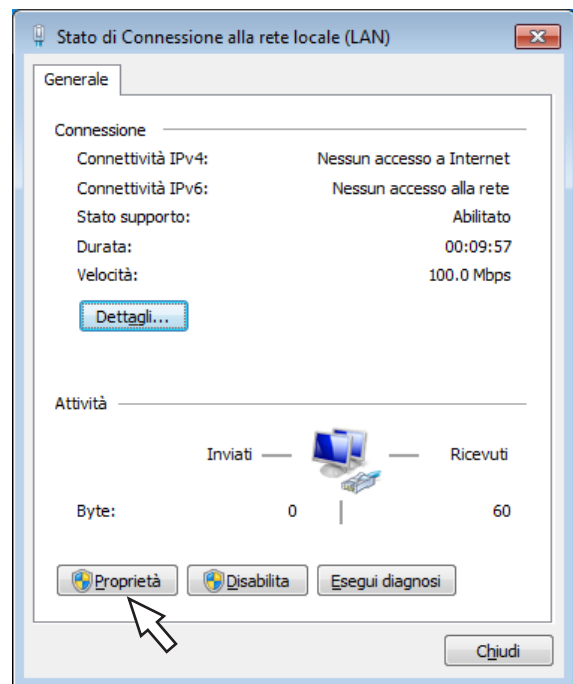 Stato di Connessione alla rete locale (LAN)
Generale
Connessione
Connettività IPv4: Nessun accesso a Internet
Connettività IPv6: Nessun accesso alla rete
Stato supporto: Abilitato
Durata: 00:09:57
Velocità: 100.0 Mbps
Dettagli...
Attività
Inviati Ricevuti
Byte: 0 60
Proprietà Disabilita Esegui diagnosi
Chiudi